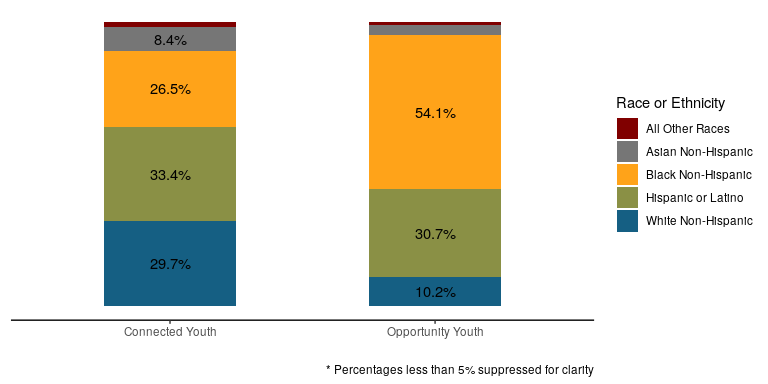 8.4%
26.5%
54.1%
33.4%
30.7%
29.7%
10.2%
Connected Youth
Opportunity Youth
Race or Ethnicity
All Other Races
Asian Non-Hispanic
Black Non-Hispanic
Hispanic or Latino
White Non-Hispanic
* Percentages less than 5% suppressed for clarity